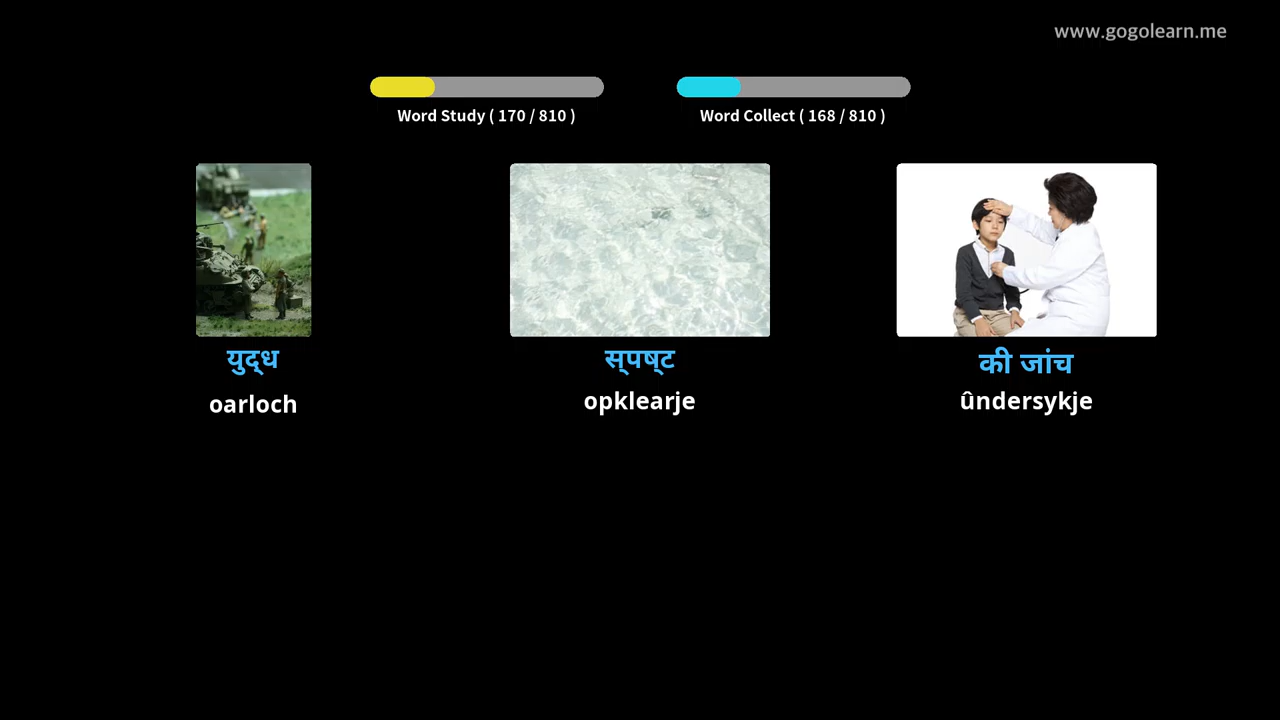 www.gogolearn.me
Word Study ( 170 / 810 )
Word Collect ( 168 / 810 )
युद्ध
स्पष्ट
की जांच
oarloch
opklearje
ûndersykje